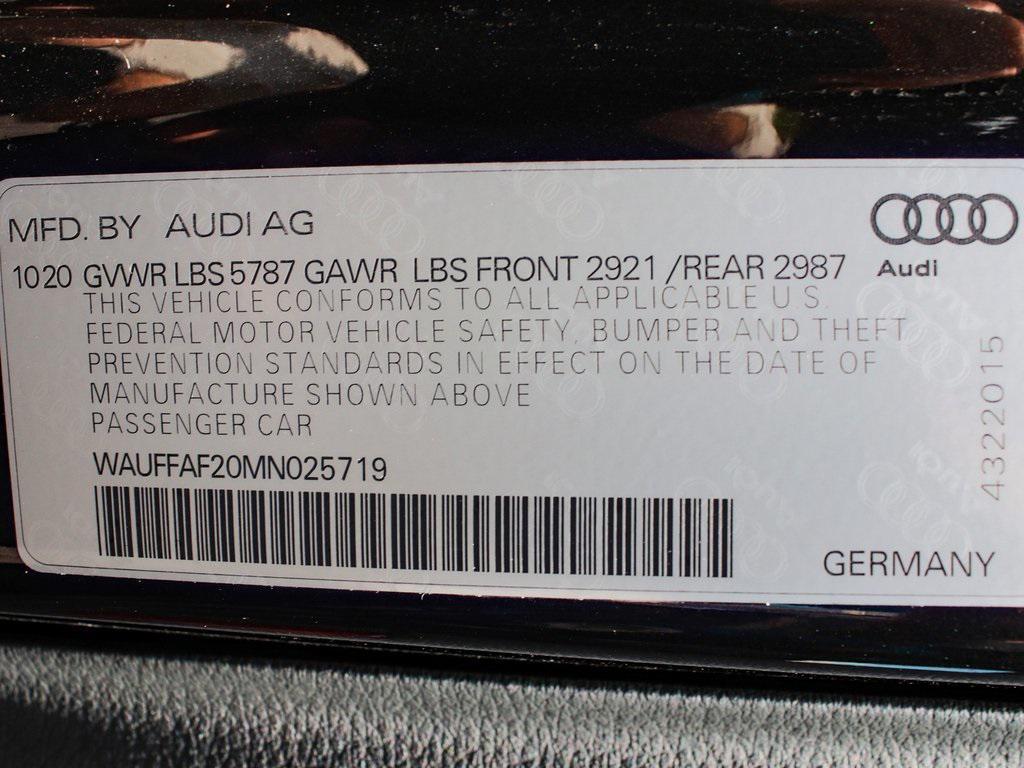 MFD. BY AUDI AG
1020 GVWR LBS 5787 GAWR LBS FRONT 2921 /REAR 2987
Audi
THIS VEHICLE CONFORMS TO ALL APPLICABLE U S.
FEDERAL MOTOR VEHICLE SAFETY, BUMPER AND THEFT
PREVENTION STANDARDS IN EFFECT ON THE DATE OF
MANUFACTURE SHOWN ABOVE
PASSENGER CAR
WAUFFAF20MN025719
4322015
GERMANY